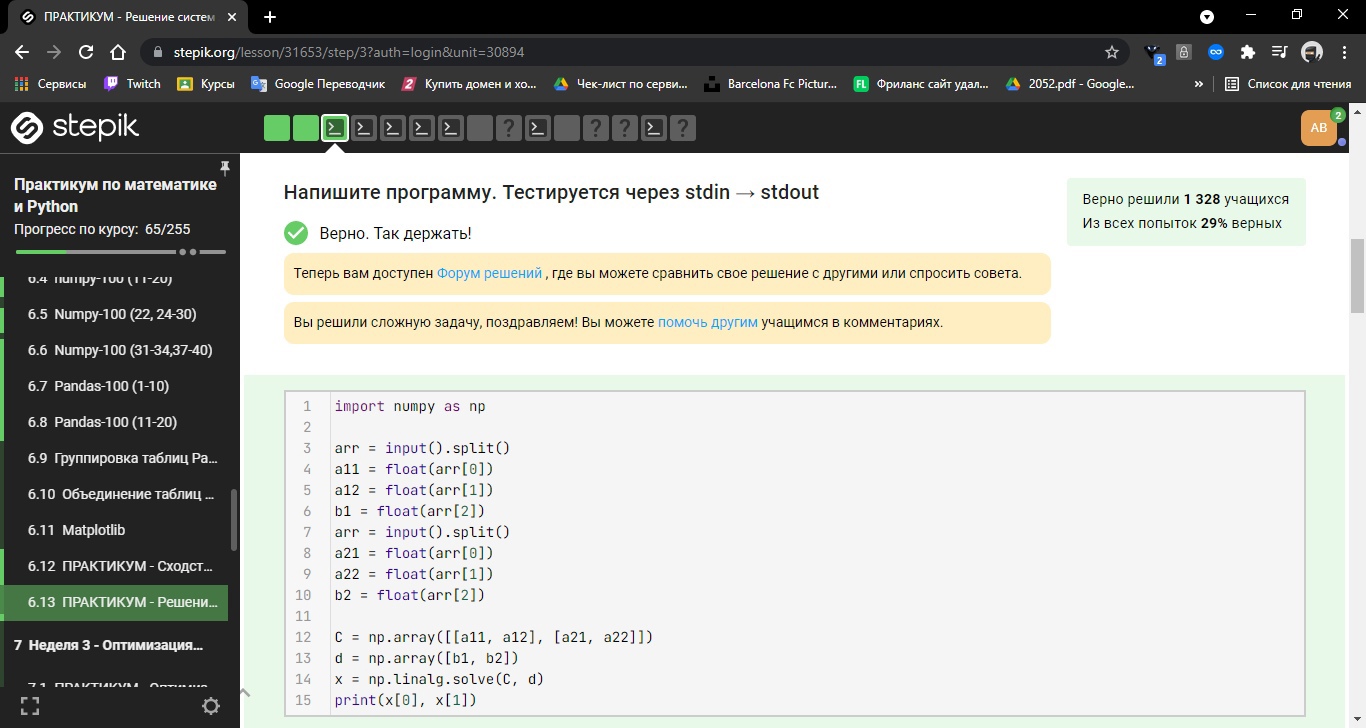 ПРАКТИКУМ - Решение систем
stepik.org/lesson/31653/step/3?auth=login&unit=30894
2
Сервисы Twitch Курсы Google Переводчик Купить домен и хо... Чек-лист по серви... Barcelona Fc Pictur... FL Фриланс сайт удал... 2052.pdf - Google... » Список для чтения
stepik
AB 2
Практикум по математике
и Python
Прогресс по курсу: 65/255
6.4 Numpy-100 (11-20)
6.5 Numpy-100 (22, 24-30)
6.6 Numpy-100 (31-34,37-40)
6.7 Pandas-100 (1-10)
6.8 Pandas-100 (11-20)
6.9 Группировка таблиц Pa...
6.10 Объединение таблиц ...
6.11 Matplotlib
6.12 ПРАКТИКУМ - Сходст...
6.13 ПРАКТИКУМ - Решени...
7 Неделя 3 - Оптимизация...
7.1 ПРАКТИКУМ - Оптимиз...
Напишите программу. Тестируется через stdin → stdout
Верно. Так держать!
Теперь вам доступен Форум решений , где вы можете сравнить свое решение с другими или спросить совета.
Вы решили сложную задачу, поздравляем! Вы можете помочь другим учащимся в комментариях.
Верно решили 1 328 учащихся
Из всех попыток 29% верных
1 import numpy as np
2
3 arr = input().split()
4 a11 = float(arr[0])
5 a12 = float(arr[1])
6 b1 = float(arr[2])
7 arr = input().split()
8 a21 = float(arr[0])
9 a22 = float(arr[1])
10 b2 = float(arr[2])
11
12 C = np.array([[a11, a12], [a21, a22]])
13 d = np.array([b1, b2])
14 x = np.linalg.solve(C, d)
15 print(x[0], x[1])